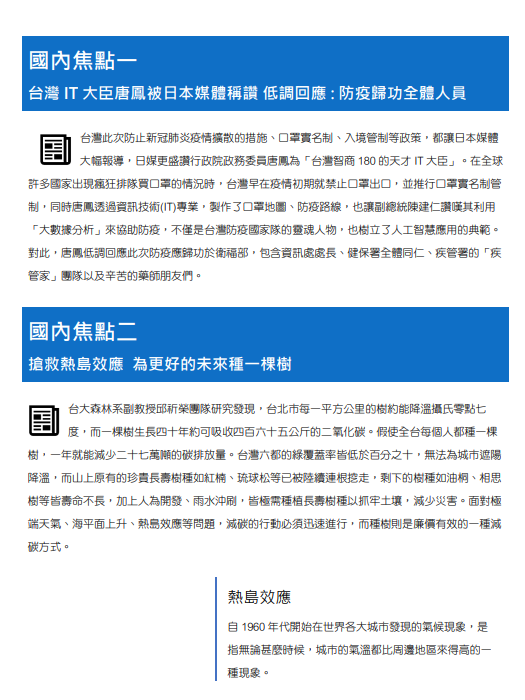 國內焦點一
台灣 IT 大臣唐鳳被日本媒體稱讚 低調回應 : 防疫歸功全體人員
台灣此次防止新冠肺炎疫情擴散的措施、口罩實名制、入境管制等政策，都讓日本媒體
大幅報導，日媒更盛讚行政院政務委員唐鳳為「台灣智商 180 的天才 IT 大臣」。在全球
許多國家出現瘋狂排隊買口罩的情況時，台灣早在疫情初期就禁止口罩出口，並推行口罩實名制管
制，同時唐鳳透過資訊技術(IT)專業，製作了口罩地圖、防疫路線，也讓副總統陳建仁讚嘆其利用
「大數據分析」來協助防疫，不僅是台灣防疫國家隊的靈魂人物，也樹立了人工智慧應用的典範。
對此，唐鳳低調回應此次防疫應歸功於衛福部，包含資訊處處長、健保署全體同仁、疾管署的「疾
管家」團隊以及辛苦的藥師朋友們。
國內焦點二
搶救熱島效應 為更好的未來種一棵樹
台大森林系副教授邱祈榮團隊研究發現，台北市每一平方公里的樹約能降溫攝氏零點七
度，而一棵樹生長四十年約可吸收四百六十五公斤的二氧化碳。假使全台每個人都種一棵
樹，一年就能減少二十七萬噸的碳排放量。台灣六都的綠覆蓋率皆低於百分之十，無法為城市遮陽
降溫，而山上原有的珍貴長壽樹種如紅楠、琉球松等已被陸續連根挖走，剩下的樹種如油桐、相思
樹等皆壽命不長，加上人為開發、雨水沖刷，皆極需種植長壽樹種以抓牢土壤，減少災害。面對極
端天氣、海平面上升、熱島效應等問題，減碳的行動必須迅速進行，而種樹則是廉價有效的一種減
碳方式。
熱島效應
自 1960 年代開始在世界各大城市發現的氣候現象，是
指無論甚麼時候，城市的氣溫都比周邊地區來得高的一
種現象。